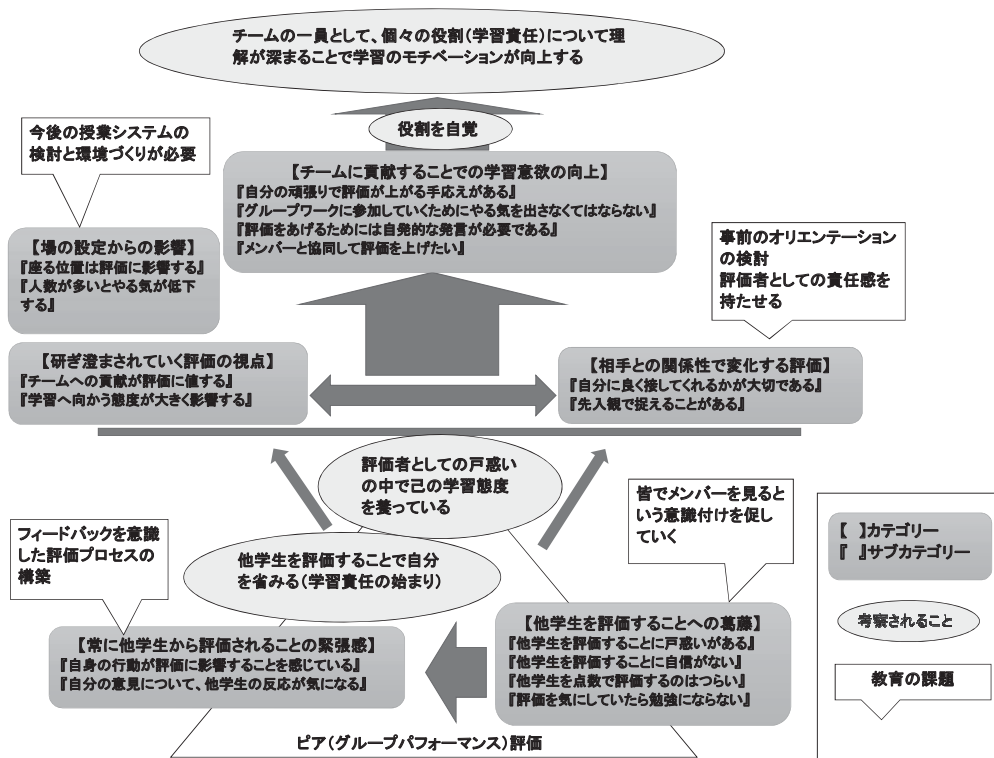 チームの一員として、個々の役割(学習責任)について理
解が深まることで学習のモチベーションが向上する
役割を自覚
今後の授業システムの
検討と環境づくりが必要
【チームに貢献することでの学習意欲の向上】
『自分の頑張りで評価が上がる手応えがある』
『グループワークに参加していくためにやる気を出さなくてはならない』
『評価をあげるためには自発的な発言が必要である』
『メンバーと協同して評価を上げたい』
【場の設定からの影響】
『座る位置は評価に影響する』
『人数が多いとやる気が低下
する』
事前のオリエンテーション
の検討
評価者としての責任感を
持たせる
【研ぎ澄まされていく評価の視点】
『チームへの貢献が評価に値する』
『学習へ向かう態度が大きく影響する』
【相手との関係性で変化する評価】
『自分に良く接してくれるかが大切である』
『先入観で捉えることがある』
評価者としての戸惑い
の中で己の学習態度
を養っている
皆でメンバーを見ると
いう意識付けを促し
ていく
フィードバックを意識
した評価プロセスの
構築
他学生を評価することで自分
を省みる(学習責任の始まり)
【常に他学生から評価されることの緊張感】
『自身の行動が評価に影響することを感じている』
『自分の意見について、他学生の反応が気になる』
【他学生を評価することへの葛藤】
『他学生を評価することに戸惑いがある』
『他学生を評価することに自信がない』
『他学生を点数で評価するのはつらい』
『評価を気にしていたら勉強にならない』
ピア(グループパフォーマンス)評価
【 】カテゴリー
『 』サブカテゴリー
考察されること
教育の課題